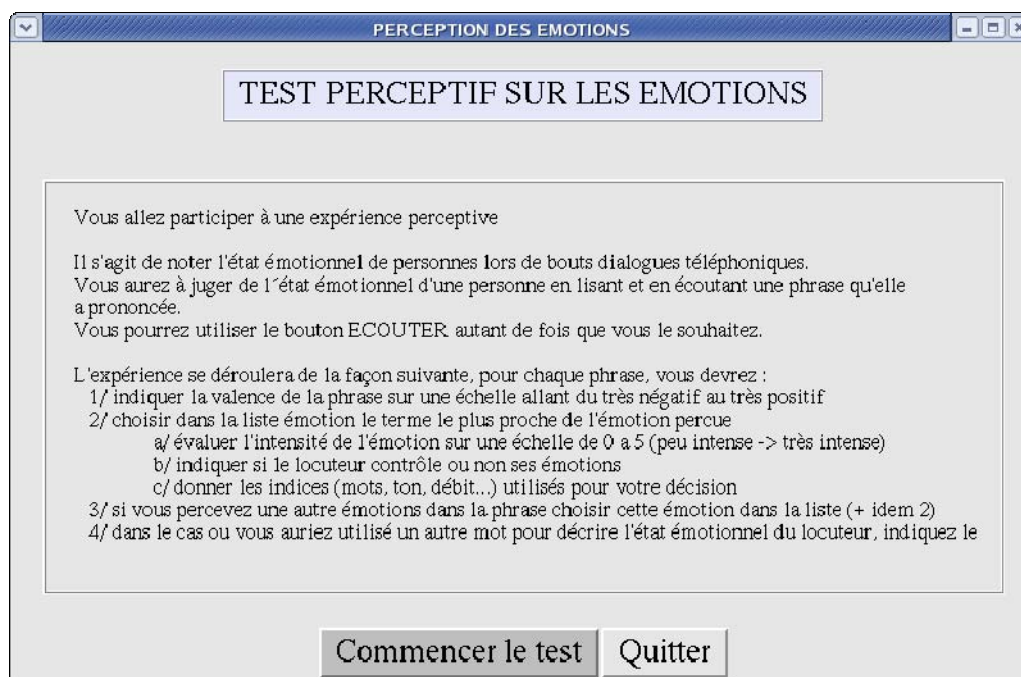 PERCEPTION DES EMOTIONS
TEST PERCEPTIF SUR LES EMOTIONS
Vous allez participer à une expérience perceptive
Il s'agit de noter l'état émotionnel de personnes lors de bouts dialogues téléphoniques.
Vous aurez à juger de l´état émotionnel d'une personne en lisant et en écoutant une phrase qu'elle
a prononcée.
Vous pourrez utiliser le bouton ECOUTER autant de fois que vous le souhaitez.
L'expérience se déroulera de la façon suivante, pour chaque phrase, vous devrez :
1/ indiquer la valence de la phrase sur une échelle allant du très négatif au très positif
2/ choisir dans la liste émotion le terme le plus proche de l'émotion percue
a/ évaluer l'intensité de l'émotion sur une échelle de 0 a 5 (peu intense -> très intense)
b/ indiquer si le locuteur contrôle ou non ses émotions
c/ donner les indices (mots, ton, débit...) utilisés pour votre décision
3/ si vous percevez une autre émotions dans la phrase choisir cette émotion dans la liste (+ idem 2)
4/ dans le cas ou vous auriez utilisé un autre mot pour décrire l'état émotionnel du locuteur, indiquez le
Commencer le test Quitter